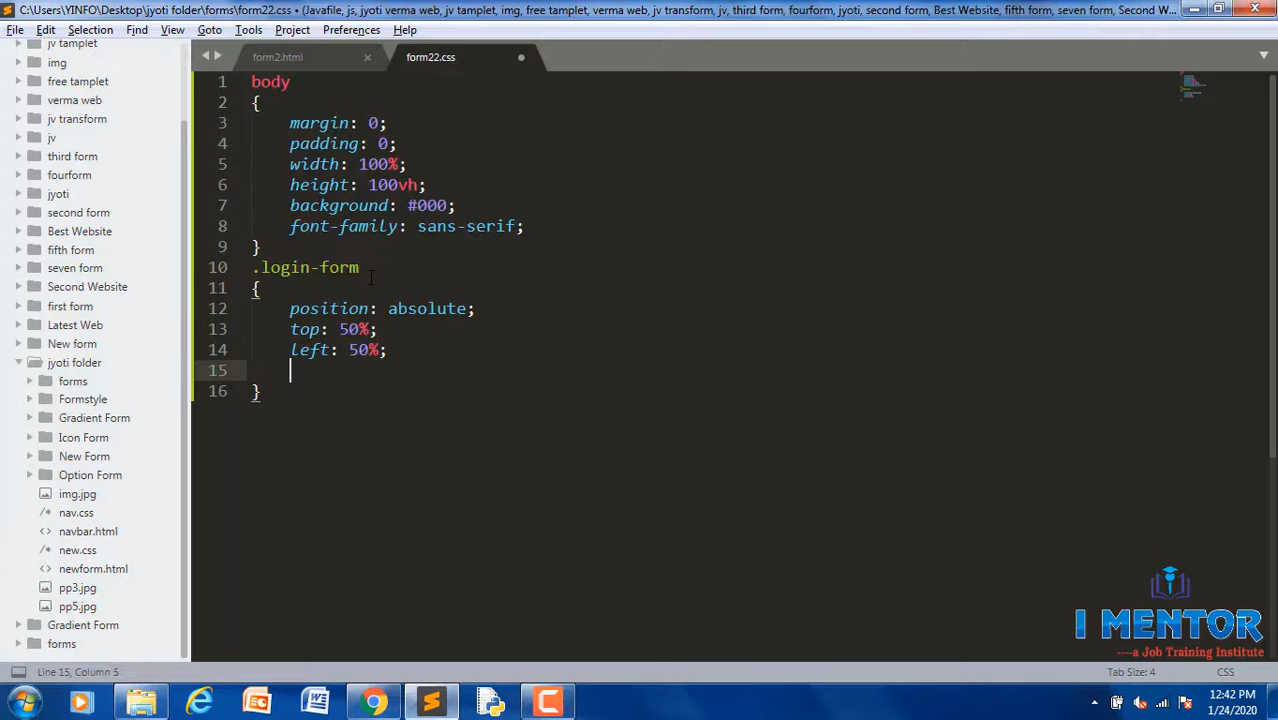 C:\Users\YINFO\Desktop\jyoti folder\forms\form22.css • (Javafile, js, jyoti verma web, jv tamplet, img, free tamplet, verma web, jv transform, jv, third form, fourform, jyoti, second form, Best Website, fifth form, seven form, Second W...
File Edit Selection Find View Goto Tools Project Preferences Help
form2.html
form22.css
jv tamplet
img
free tamplet
verma web
jv transform
jv
third form
fourform
jyoti
second form
Best Website
fifth form
seven form
Second Website
first form
Latest Web
New form
jyoti folder
forms
Formstyle
Gradient Form
Icon Form
New Form
Option Form
img.jpg
nav.css
navbar.html
new.css
newform.html
pp3.jpg
pp5.jpg
Gradient Form
forms
1 body
2 {
3 margin: 0;
4 padding: 0;
5 width: 100%;
6 height: 100vh;
7 background: #000;
8 font-family: sans-serif;
9 }
10 .login-form
11 {
12 position: absolute;
13 top: 50%;
14 left: 50%;
15
16 }
I MENTOR
----a Job Training Institute
Line 15, Column 5
Tab Size: 4
CSS
12:42 PM
1/24/2020